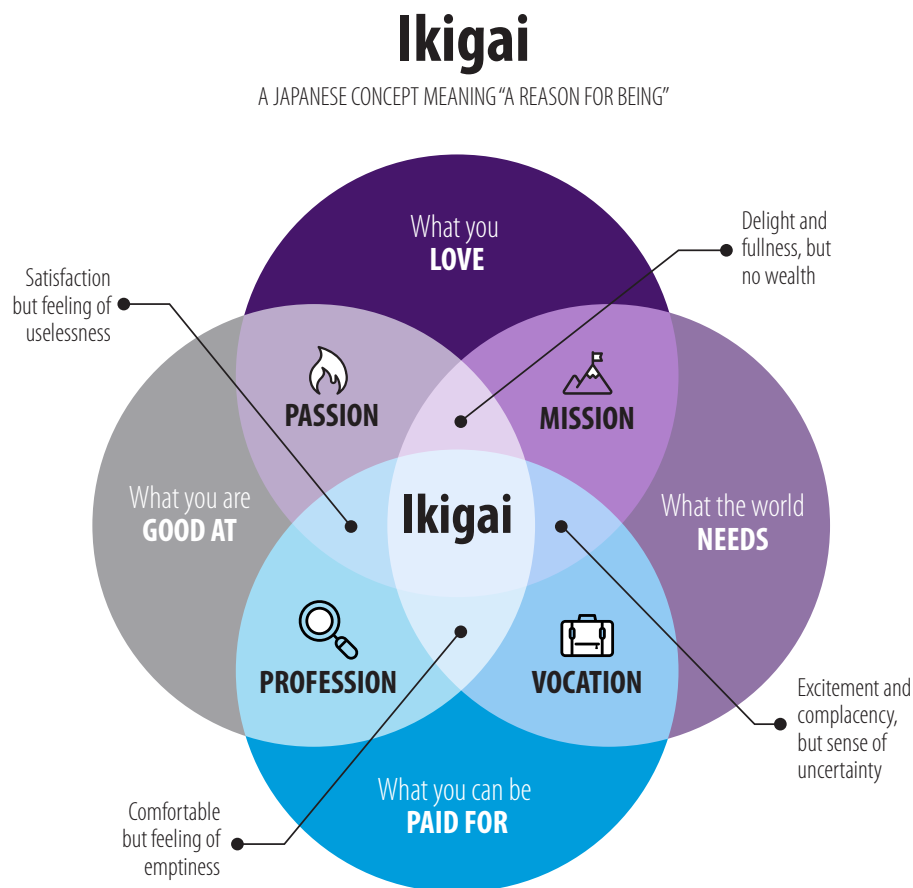 Ikigai
A JAPANESE CONCEPT MEANING “A REASON FOR BEING”
What you
LOVE
Delight and
fullness, but
no wealth
Satisfaction
but feeling of
uselessness
PASSION
MISSION
What you are
GOOD AT
Ikigai
What the world
NEEDS
PROFESSION
VOCATION
Excitement and
complacency,
but sense of
uncertainty
What you can be
PAID FOR
Comfortable
but feeling of
emptiness